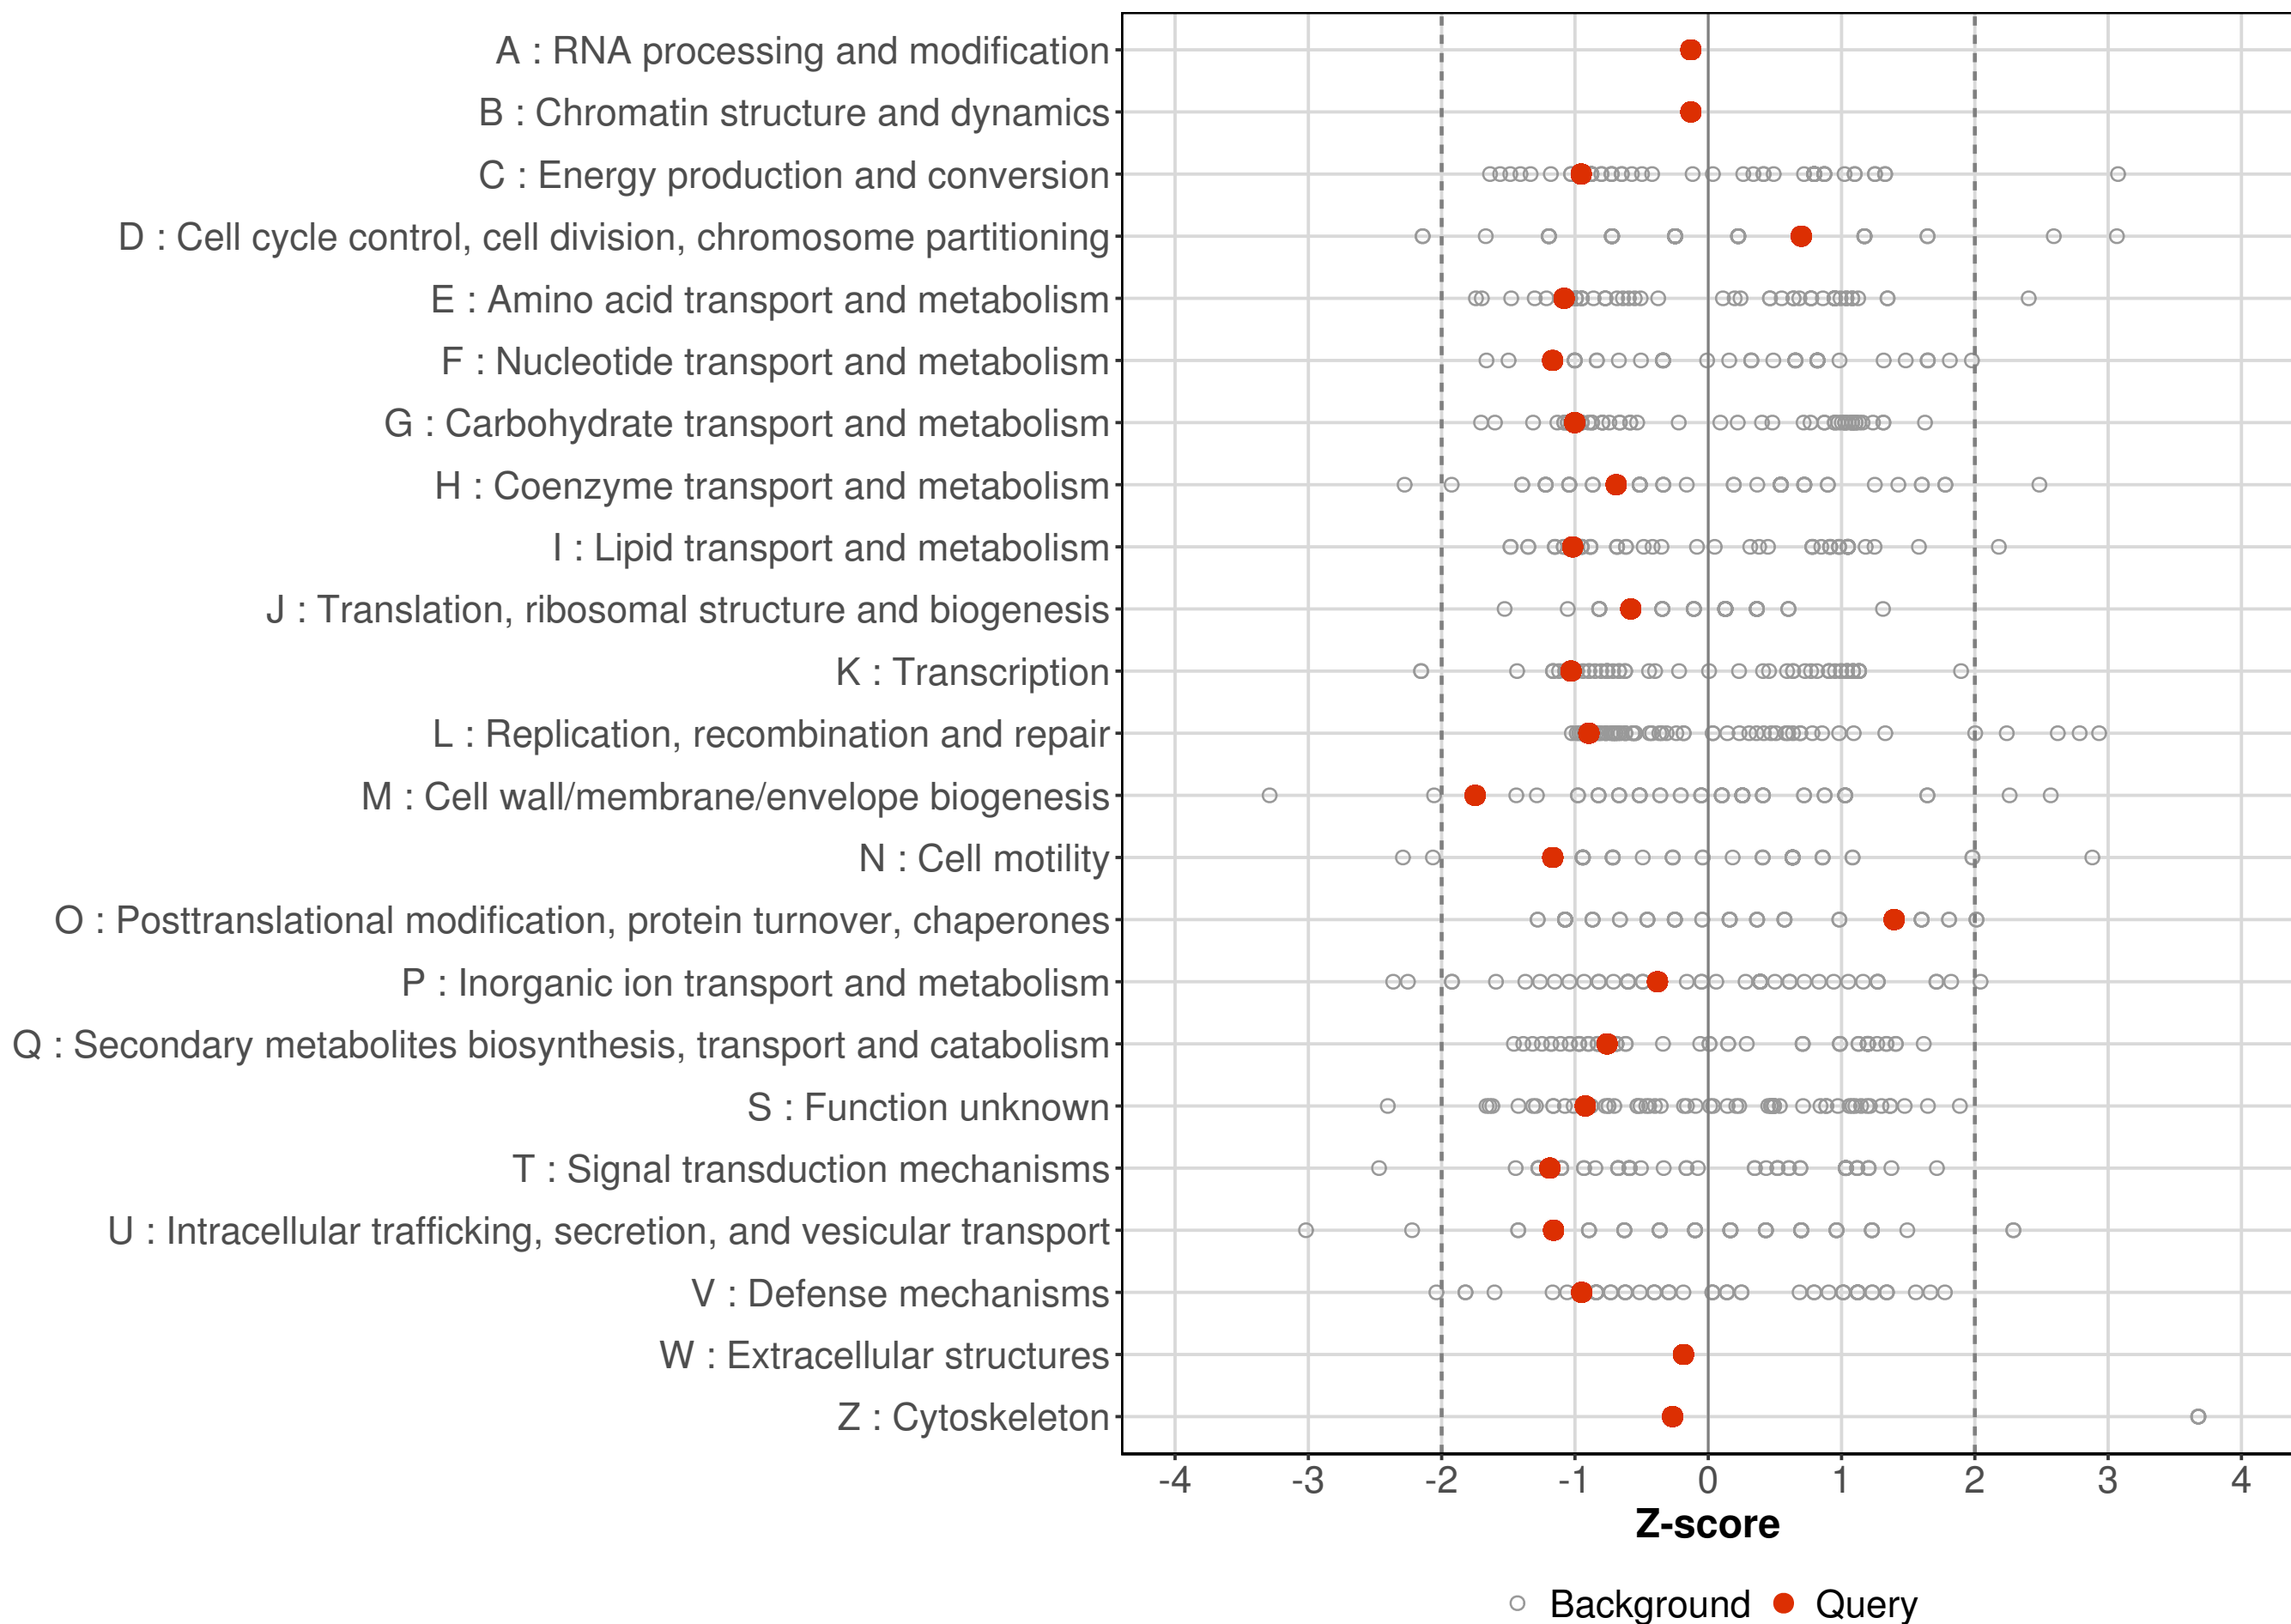 A : RNA processing and modification
B : Chromatin structure and dynamics
C : Energy production and conversion
D : Cell cycle control, cell division, chromosome partitioning
E : Amino acid transport and metabolism
F : Nucleotide transport and metabolism
G : Carbohydrate transport and metabolism
H : Coenzyme transport and metabolism
I : Lipid transport and metabolism
J : Translation, ribosomal structure and biogenesis
K : Transcription
L : Replication, recombination and repair
M : Cell wall/membrane/envelope biogenesis
N : Cell motility
O : Posttranslational modification, protein turnover, chaperones
P : Inorganic ion transport and metabolism
Q : Secondary metabolites biosynthesis, transport and catabolism
S : Function unknown
T : Signal transduction mechanisms
U : Intracellular trafficking, secretion, and vesicular transport
V : Defense mechanisms
W : Extracellular structures
Z : Cytoskeleton
-4 -3 -2 -1 0 1 2 3 4
Z-score
Background Query